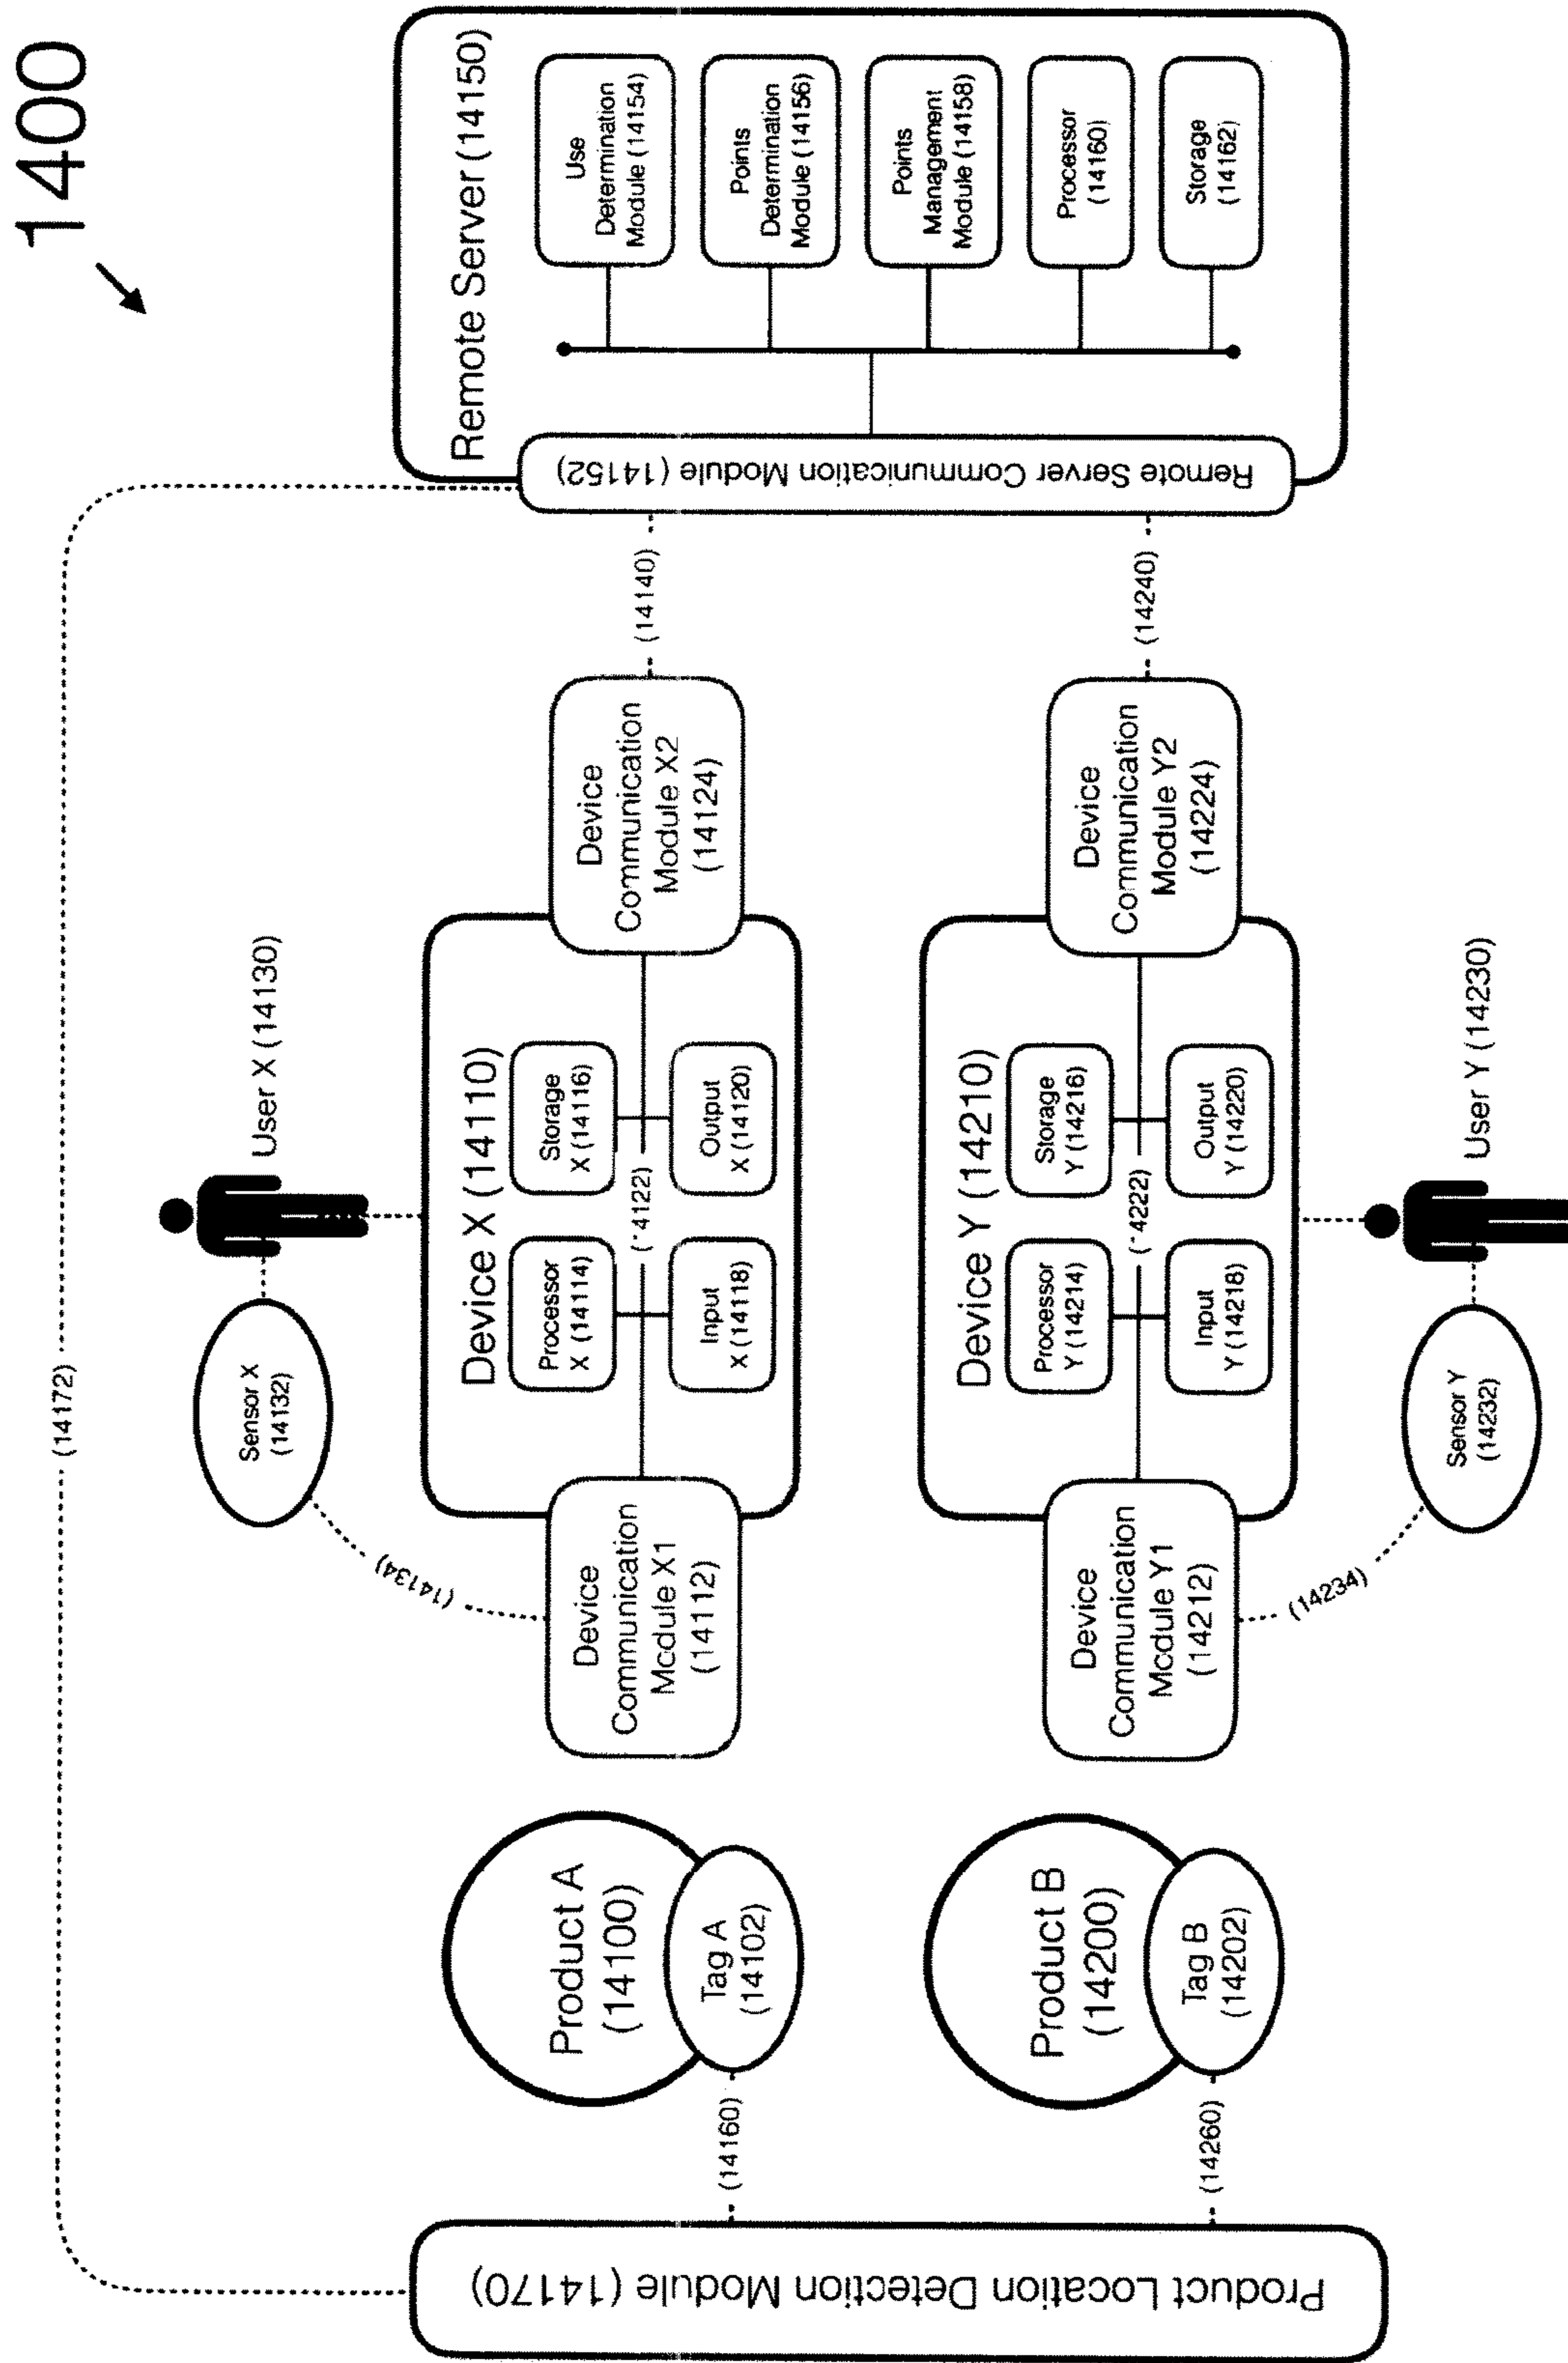 1400
(14172)
User X (14130)
Sensor X
(14132)
(14134)
Remote Server (14150)
Remote Server Communication Module (14152)
Use
Determination
Module (14154)
Points
Determination
Module (14156)
Points
Management
Module (14158)
Processor
(14160)
Storage
(14162)
Product Location Detection Module (14170)
Product A
(14100)
Tag A
(14102)
(14160)
Device
Communication
Module X1
(14112)
Device X (14110)
Processor
X (14114)
Storage
X (14116)
(14122)
Input
X (14118)
Output
X (14120)
Device
Communication
Module X2
(14124)
(14140)
Product B
(14200)
Tag B
(14202)
(14260)
Device
Communication
Module Y1
(14212)
Device Y (14210)
Processor
Y (14214)
Storage
Y (14216)
(14222)
Input
Y (14218)
Output
Y (14220)
Device
Communication
Module Y2
(14224)
(14240)
(14234)
Sensor Y
(14232)
User Y (14230)